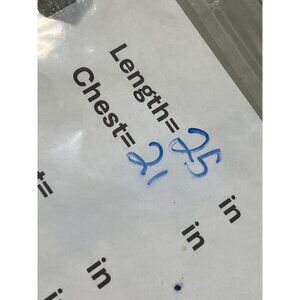 Length= 25 in
Chest= 21 in
t= in